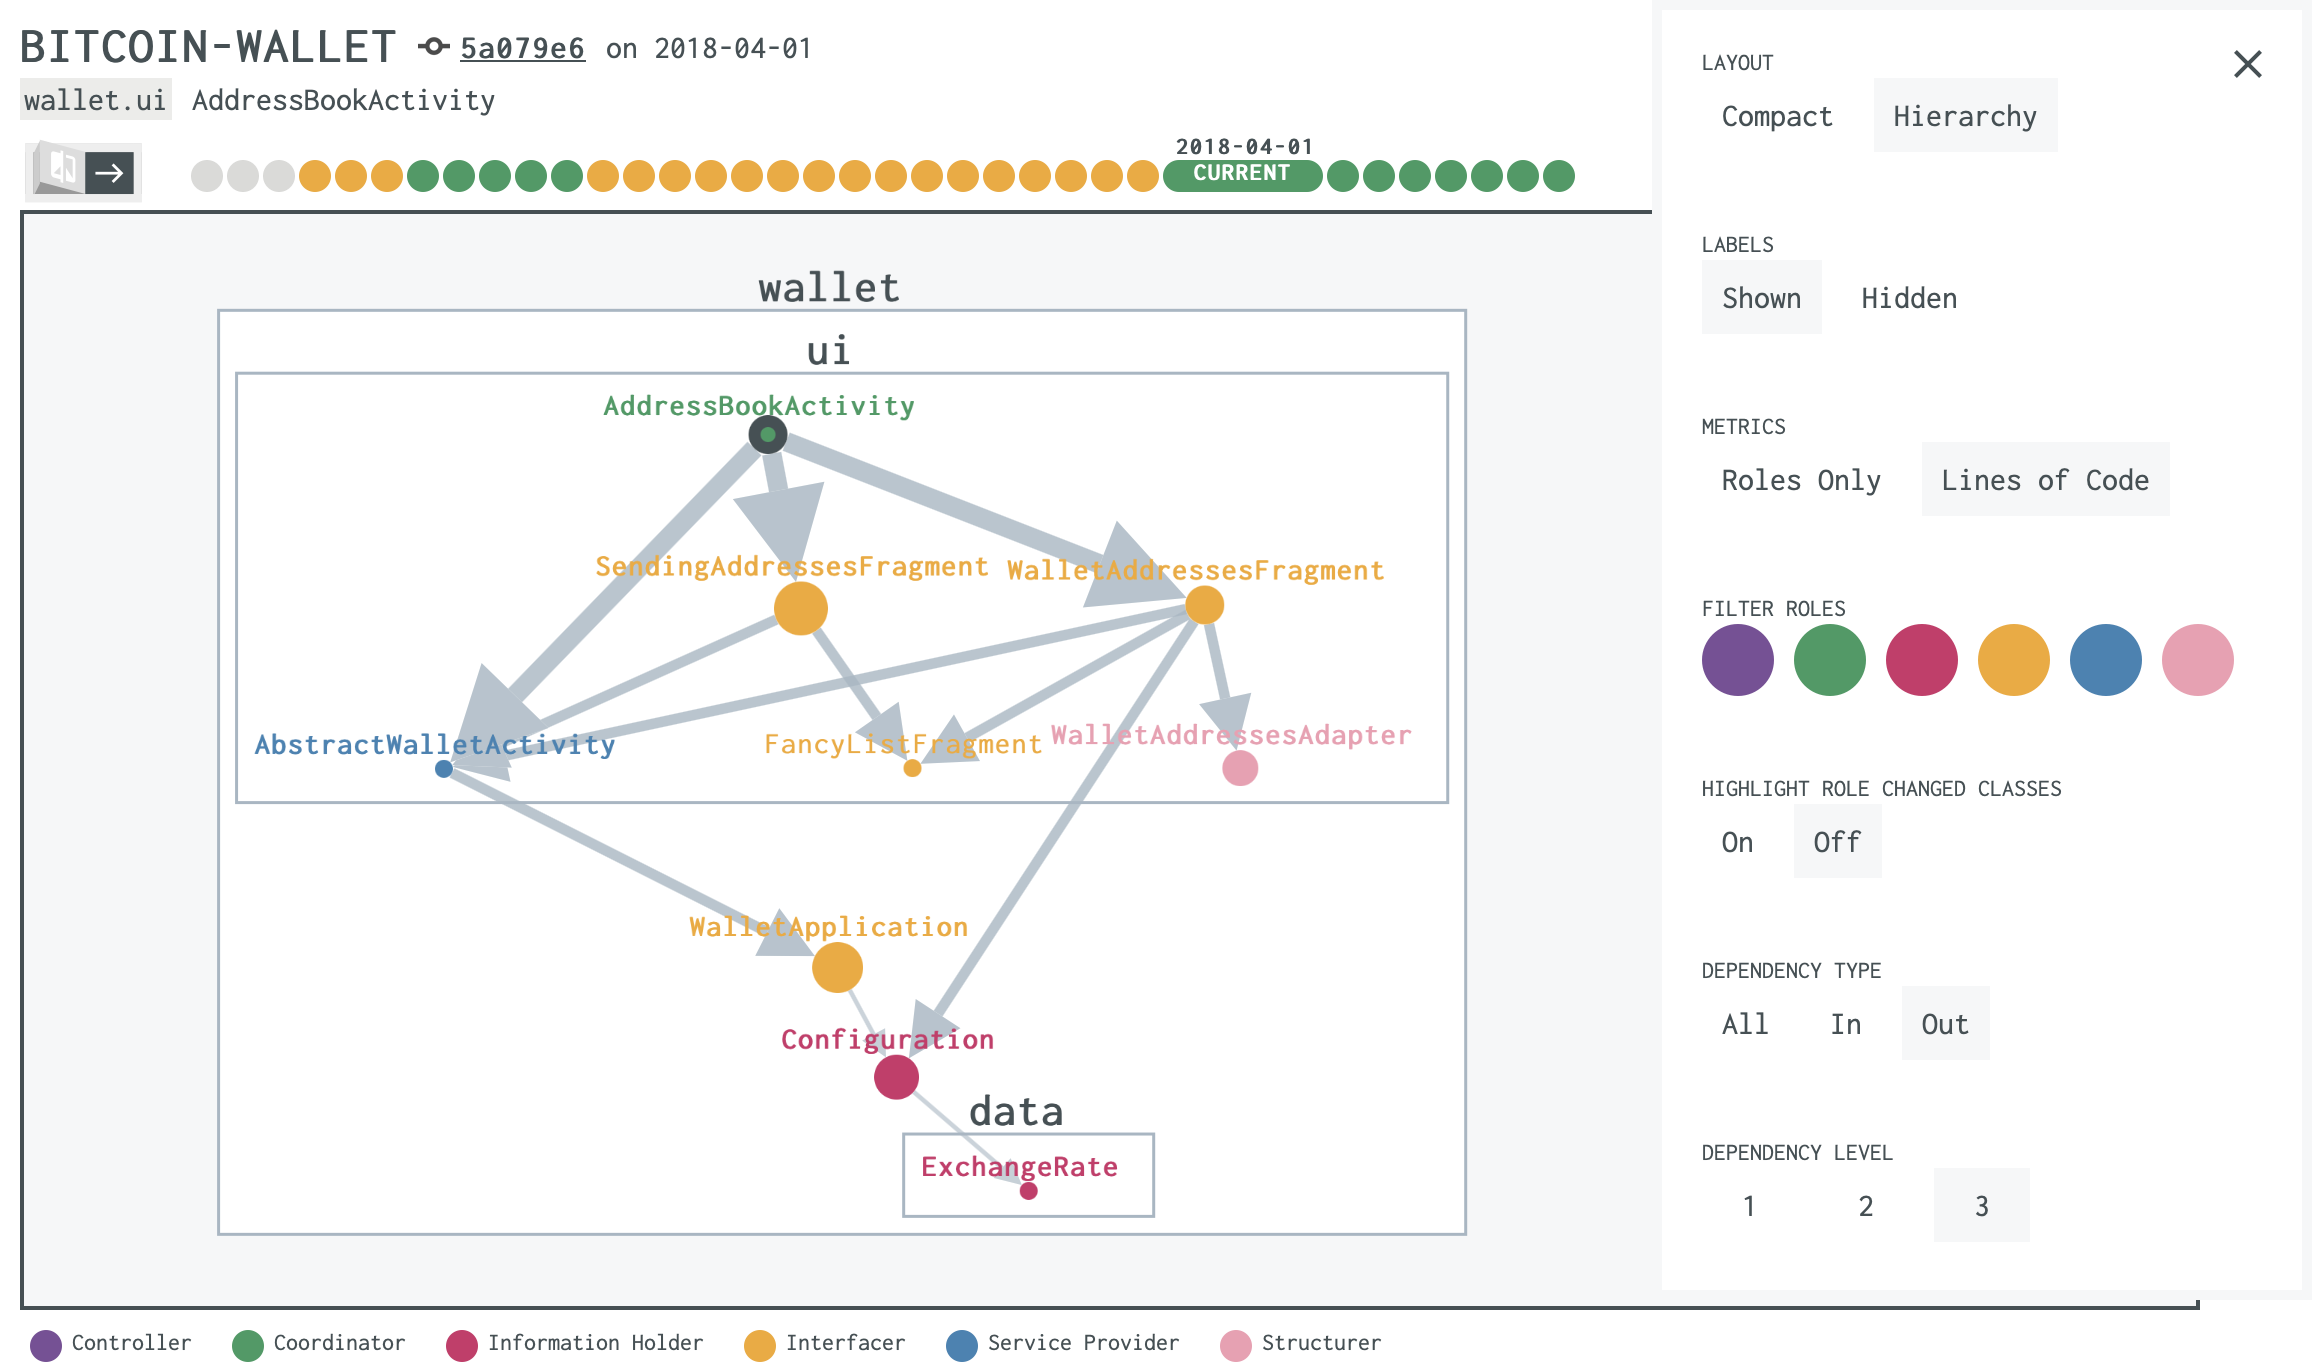 BITCOIN-WALLET 5a079e6 on 2018-04-01
wallet.ui AddressBookActivity
2018-04-01
CURRENT
wallet
ui
AddressBookActivity
SendingAddressesFragment
WalletAddressesFragment
AbstractWalletActivity
FancyListFragment
WalletAddressesAdapter
WalletApplication
Configuration
data
ExchangeRate
LAYOUT
Compact Hierarchy
LABELS
Shown Hidden
METRICS
Roles Only Lines of Code
FILTER ROLES
HIGHLIGHT ROLE CHANGED CLASSES
On Off
DEPENDENCY TYPE
All In Out
DEPENDENCY LEVEL
1 2 3
Controller Coordinator Information Holder Interfacer Service Provider Structurer